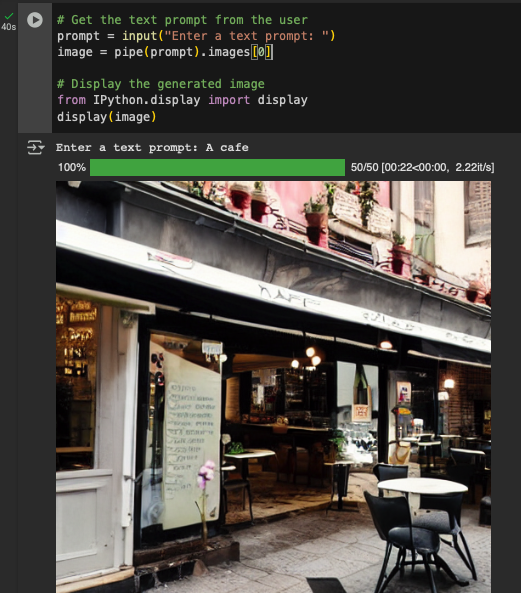 40s
# Get the text prompt from the user
prompt = input("Enter a text prompt: ")
image = pipe(prompt).images[0]
# Display the generated image
from IPython.display import display
display(image)
Enter a text prompt: A cafe
100% 50/50 [00:22<00:00, 2.22it/s]